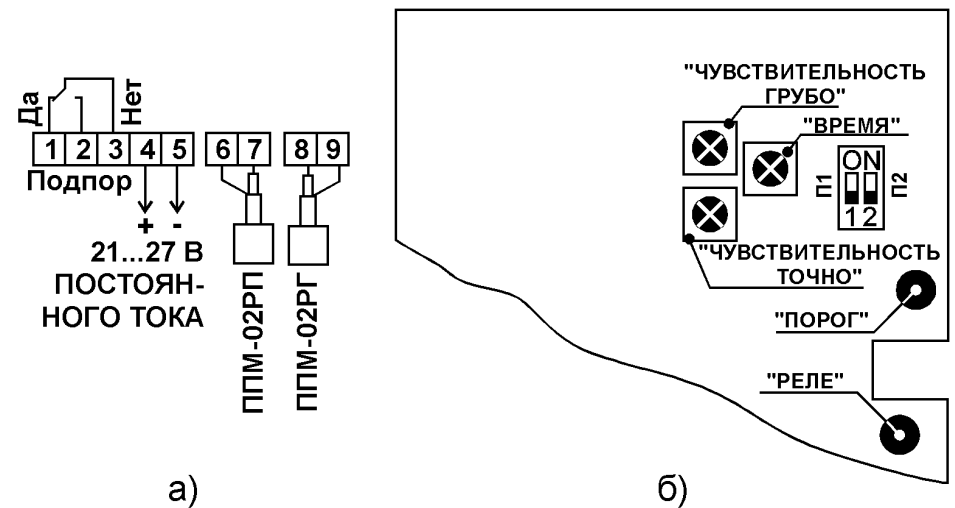 Да
Нет
1 2 3 4 5 6 7 8 9
Подпор
+ -
21...27 В
ПОСТОЯН-
НОГО ТОКА
ППМ-02РП
ППМ-02РГ
а)
"ЧУВСТВИТЕЛЬНОСТЬ
ГРУБО"
"ВРЕМЯ"
П1
ON
1 2
П2
"ЧУВСТВИТЕЛЬНОСТЬ
ТОЧНО"
"ПОРОГ"
"РЕЛЕ"
б)